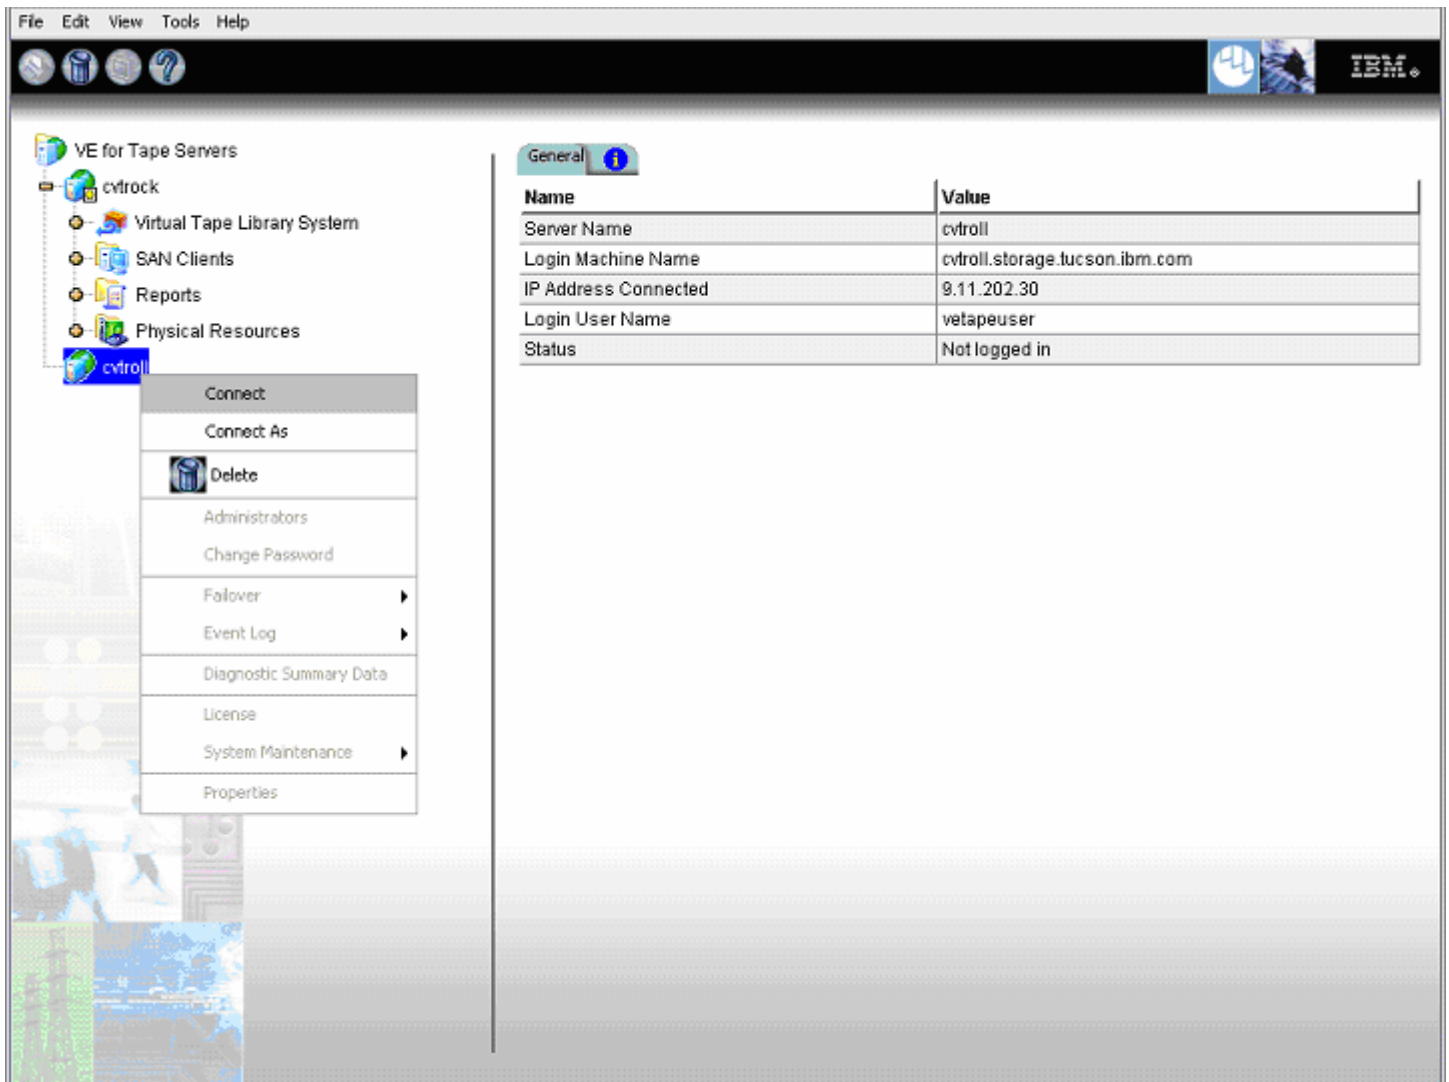 File Edit View Tools Help
IBM
VE for Tape Servers
cvtrock
Virtual Tape Library System
SAN Clients
Reports
Physical Resources
cvtroll
Connect
Connect As
Delete
Administrators
Change Password
Failover
Event Log
Diagnostic Summary Data
License
System Maintenance
Properties
General
Name Value
Server Name cvtroll
Login Machine Name cvtroll.storage.tucson.ibm.com
IP Address Connected 9.11.202.30
Login User Name vetapeuser
Status Not logged in